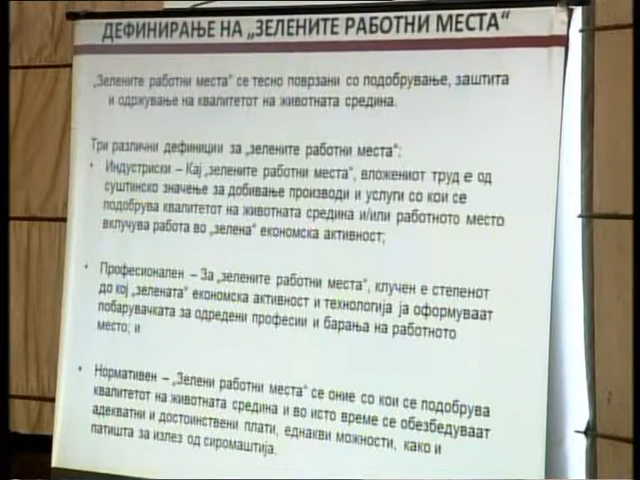 ДЕФИНИРАЊЕ НА „ЗЕЛЕНИТЕ РАБОТНИ МЕСТА“
„Зелените работни места“ се тесно поврзани со подобрување, заштита
и одржување на квалитетот на животната средина.
Три различни дефиниции за „зелените работни места“:
• Индустриски – Кај „зелените работни места“, вложениот труд е од
суштинско значење за добивање производи и услуги со кои се
подобрува квалитетот на животната средина и/или работното место
вклучува работа во „зелена“ економска активност;
• Професионален – За „зелените работни места“, клучен е степенот
до кој „зелената“ економска активност и технологија ја оформуваат
побарувачката за одредени професии и барања на работното
место; и
• Нормативен – „Зелени работни места“ се оние со кои се подобрува
квалитетот на животната средина и во исто време се обезбедуваат
адекватни и достоинствени плати, еднакви можности, како и
патишта за излез од сиромаштија.